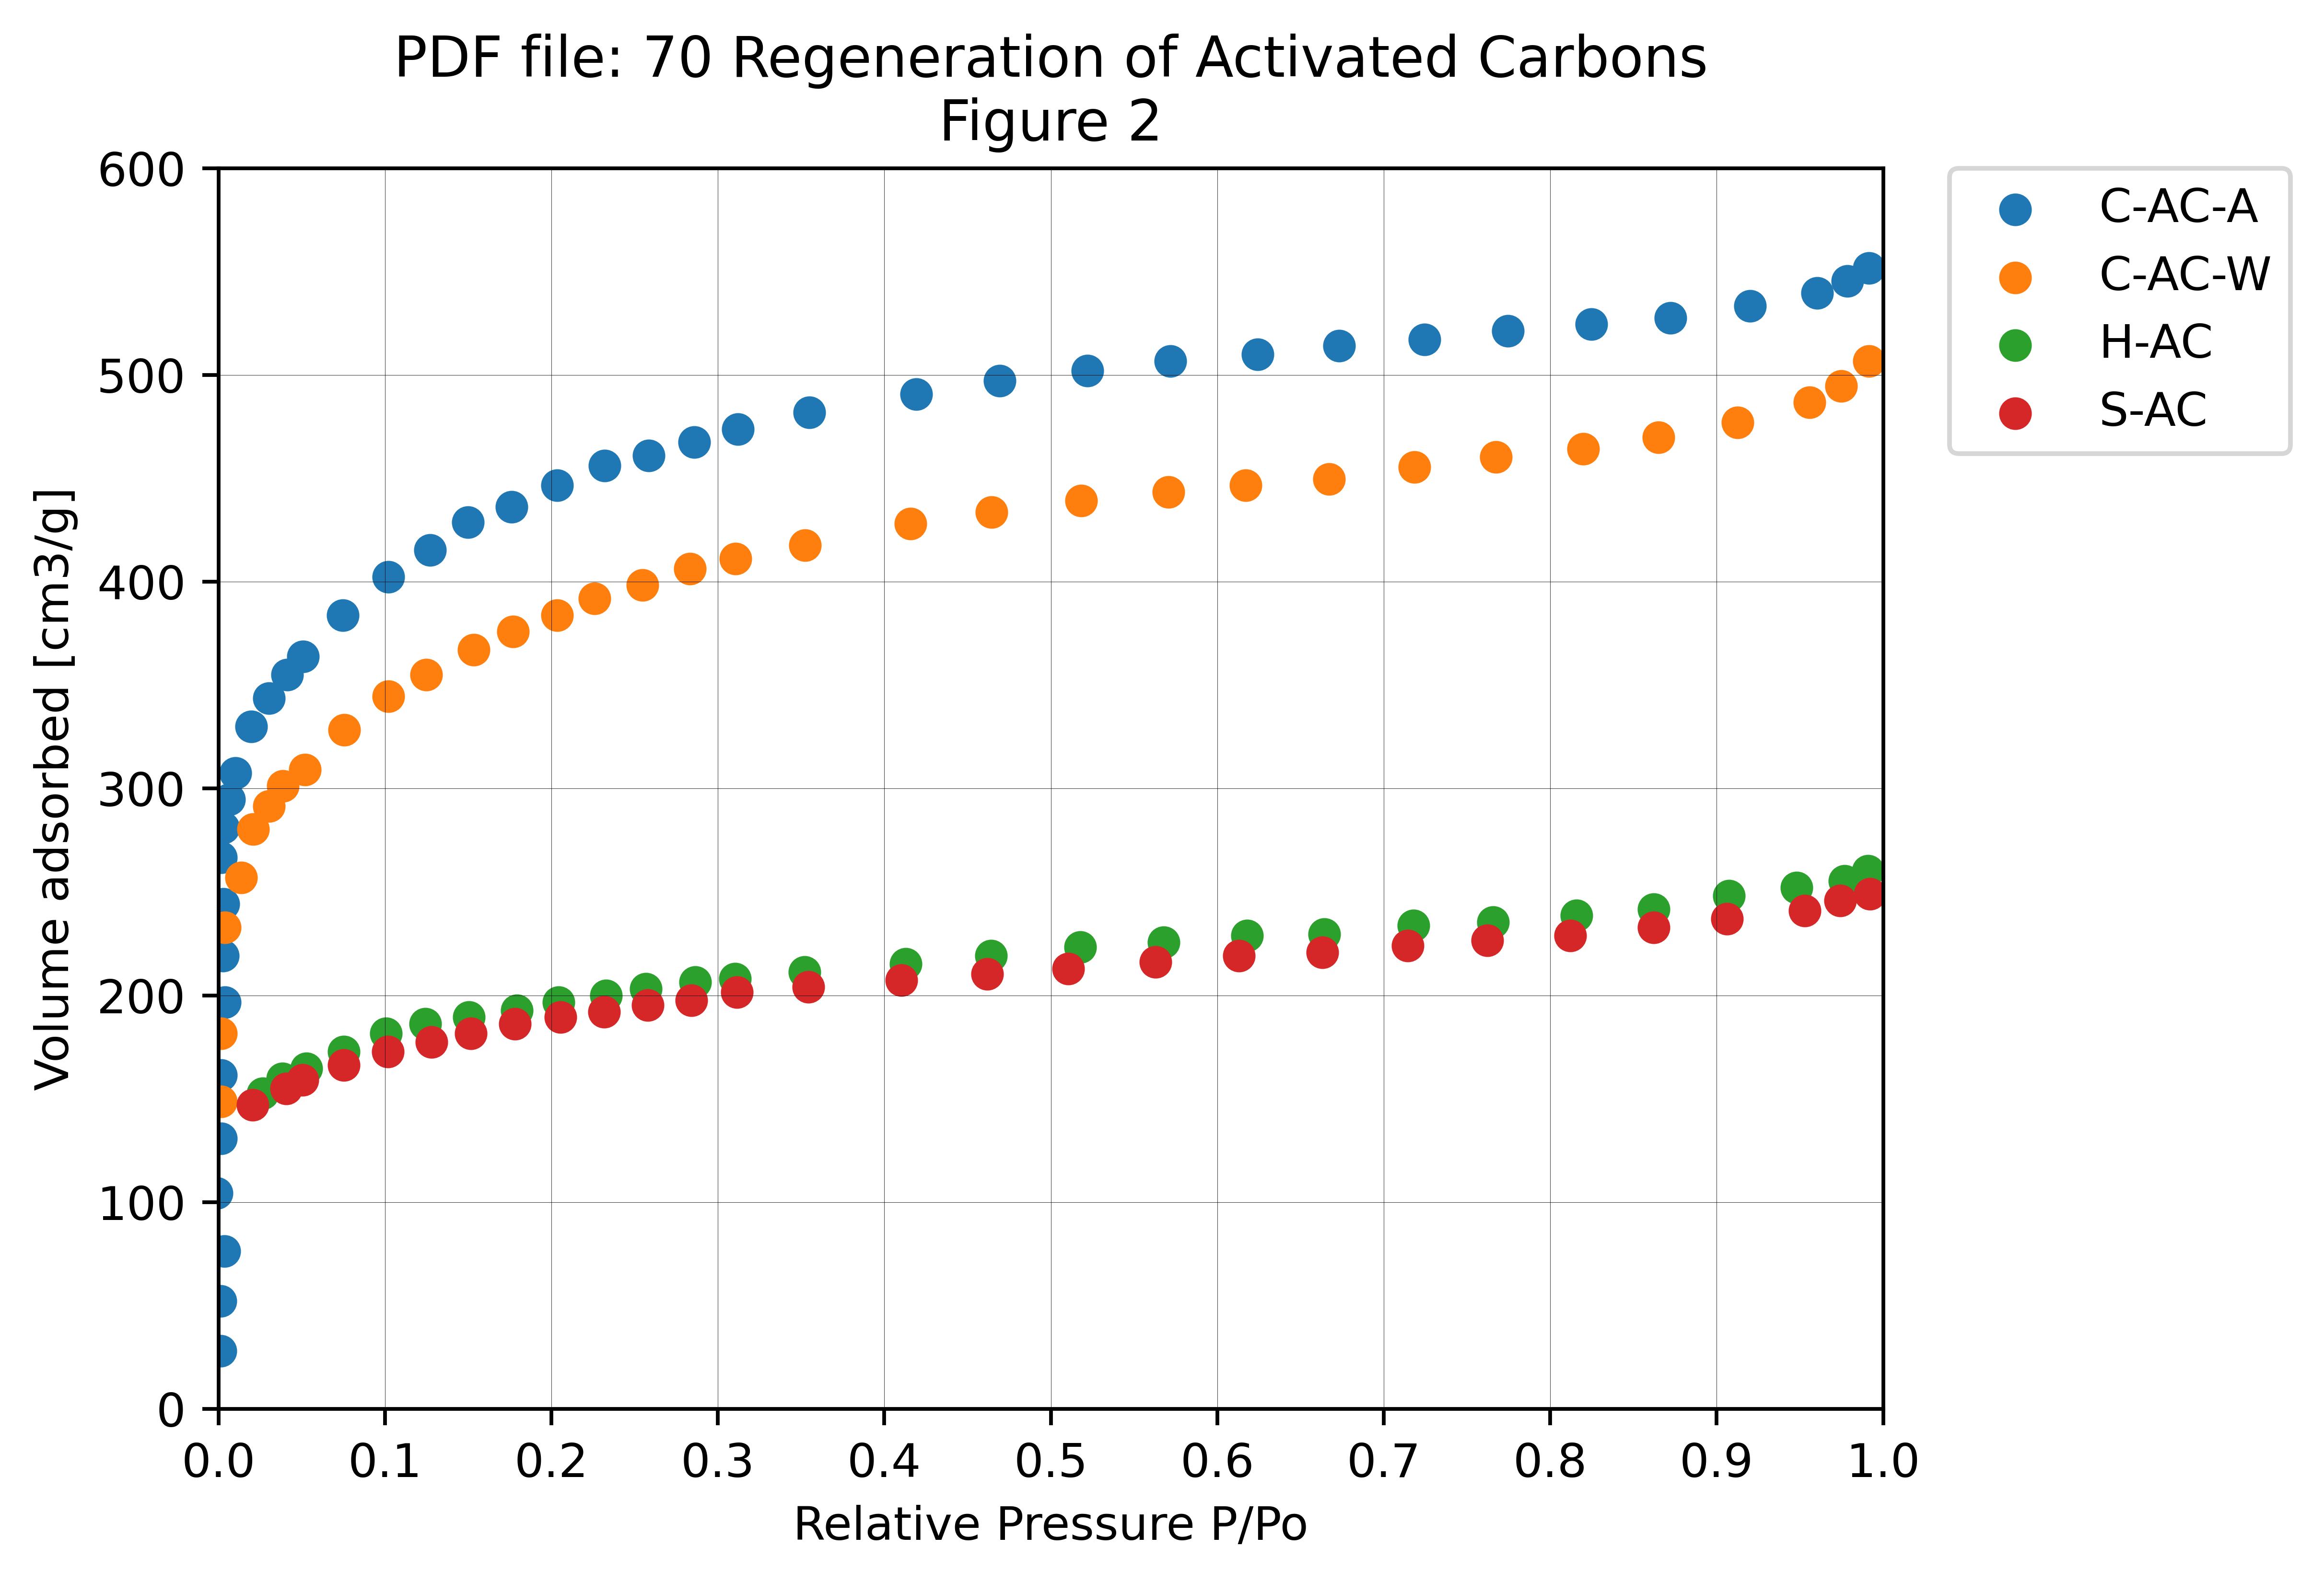 PDF file: 70 Regeneration of Activated Carbons
Figure 2
600
500
400
300
200
100
0
Volume adsorbed [cm3/g]
0.0 0.1 0.2 0.3 0.4 0.5 0.6 0.7 0.8 0.9 1.0
Relative Pressure P/Po
C-AC-A
C-AC-W
H-AC
S-AC